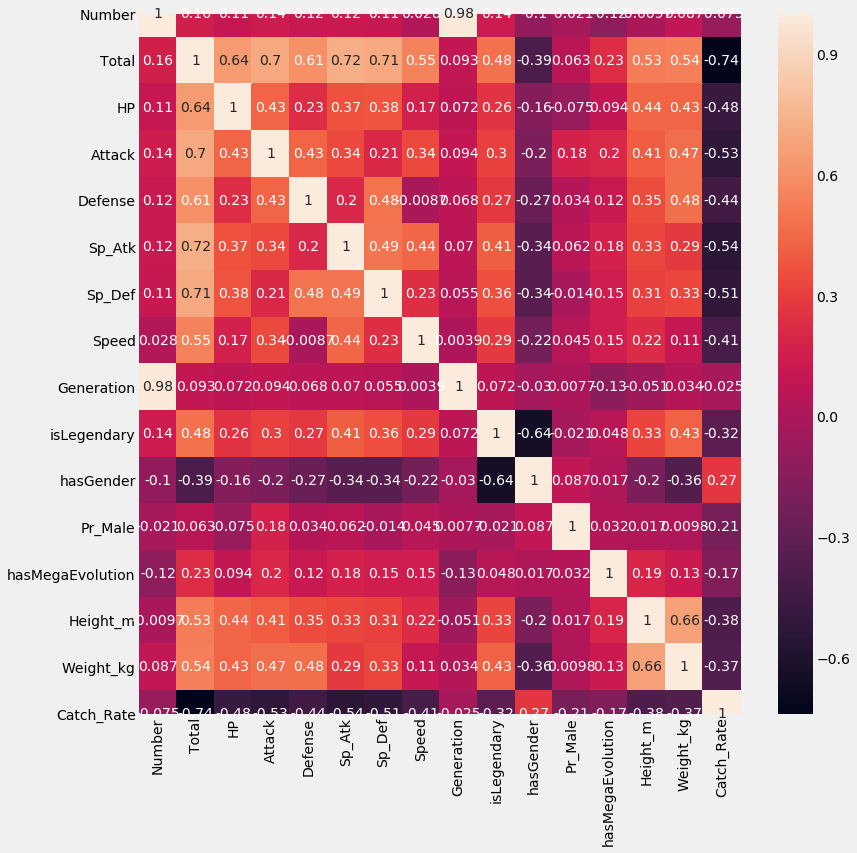 Number 1 0.16 0.11 0.14 0.12 0.12 0.11 0.028 0.98 0.14 -0.1 -0.021 -0.12 -0.0097 0.087 -0.075
Total 0.16 1 0.64 0.7 0.61 0.72 0.71 0.55 0.093 0.48 -0.39 0.063 0.23 0.53 0.54 -0.74
HP 0.11 0.64 1 0.43 0.23 0.37 0.38 0.17 0.072 0.26 -0.16 -0.075 0.094 0.44 0.43 -0.48
Attack 0.14 0.7 0.43 1 0.43 0.34 0.21 0.34 0.094 0.3 -0.2 0.18 0.2 0.41 0.47 -0.53
Defense 0.12 0.61 0.23 0.43 1 0.2 0.48 -0.0087 0.068 0.27 -0.27 0.034 0.12 0.35 0.48 -0.44
Sp_Atk 0.12 0.72 0.37 0.34 0.2 1 0.49 0.44 0.07 0.41 -0.34 0.062 0.18 0.33 0.29 -0.54
Sp_Def 0.11 0.71 0.38 0.21 0.48 0.49 1 0.23 0.055 0.36 -0.34 -0.014 0.15 0.31 0.33 -0.51
Speed 0.028 0.55 0.17 0.34 -0.0087 0.44 0.23 1 0.0039 0.29 -0.22 0.045 0.15 0.22 0.11 -0.41
Generation 0.98 0.093 0.072 0.094 0.068 0.07 0.055 0.0039 1 0.072 -0.03 0.0077 -0.13 -0.051 0.034 -0.025
isLegendary 0.14 0.48 0.26 0.3 0.27 0.41 0.36 0.29 0.072 1 -0.64 -0.021 0.048 0.33 0.43 -0.32
hasGender -0.1 -0.39 -0.16 -0.2 -0.27 -0.34 -0.34 -0.22 -0.03 -0.64 1 0.087 0.017 -0.2 -0.36 0.27
Pr_Male -0.021 0.063 -0.075 0.18 0.034 0.062 -0.014 0.045 0.0077 -0.021 0.087 1 0.032 0.017 0.0098 -0.21
hasMegaEvolution -0.12 0.23 0.094 0.2 0.12 0.18 0.15 0.15 -0.13 0.048 0.017 0.032 1 0.19 0.13 -0.17
Height_m -0.0097 0.53 0.44 0.41 0.35 0.33 0.31 0.22 -0.051 0.33 -0.2 0.017 0.19 1 0.66 -0.38
Weight_kg 0.087 0.54 0.43 0.47 0.48 0.29 0.33 0.11 0.034 0.43 -0.36 0.0098 0.13 0.66 1 -0.37
Catch_Rate -0.075 -0.74 -0.48 -0.53 -0.44 -0.54 -0.51 -0.41 -0.025 -0.32 0.27 -0.21 -0.17 -0.38 -0.37 1
Number Total HP Attack Defense Sp_Atk Sp_Def Speed Generation isLegendary hasGender Pr_Male hasMegaEvolution Height_m Weight_kg Catch_Rate
0.9
0.6
0.3
0.0
−0.3
−0.6